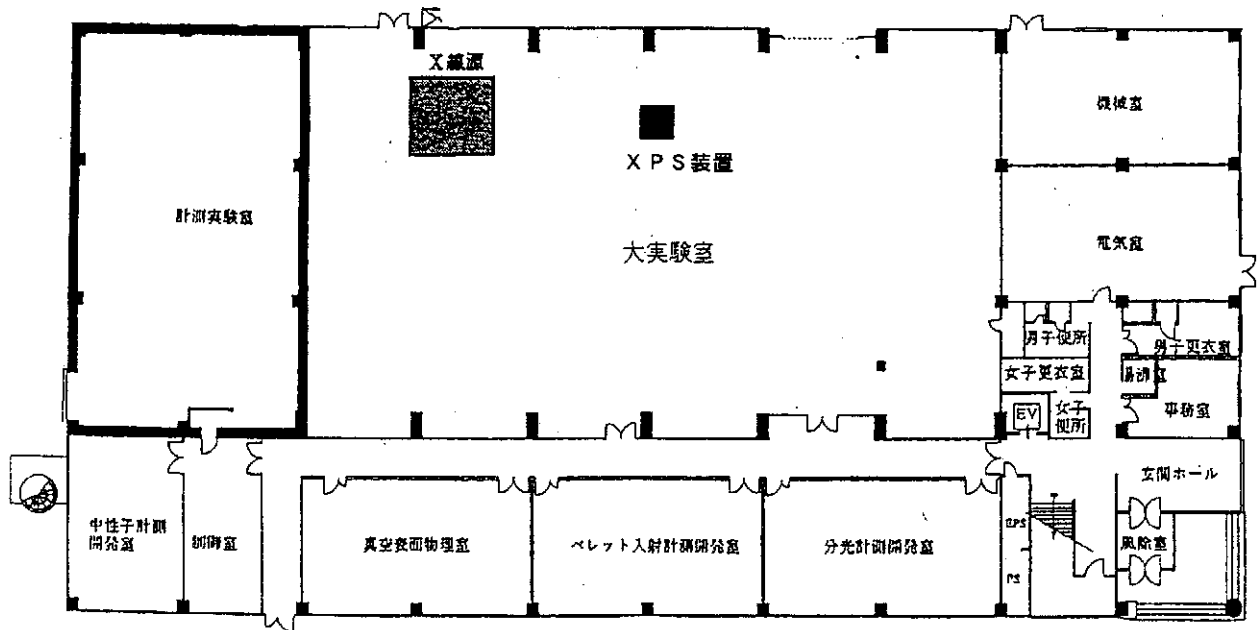 X線源
機械室
XPS装置
計測実験室
電気室
大実験室
男子便所
男子更衣室
女子更衣室
湯沸室
EV
女子
便所
事務室
玄関ホール
中性子計測
開発室
制御室
真空表面物理室
ペレット入射計測開発室
分光計測開発室
EPS
風除室
PS